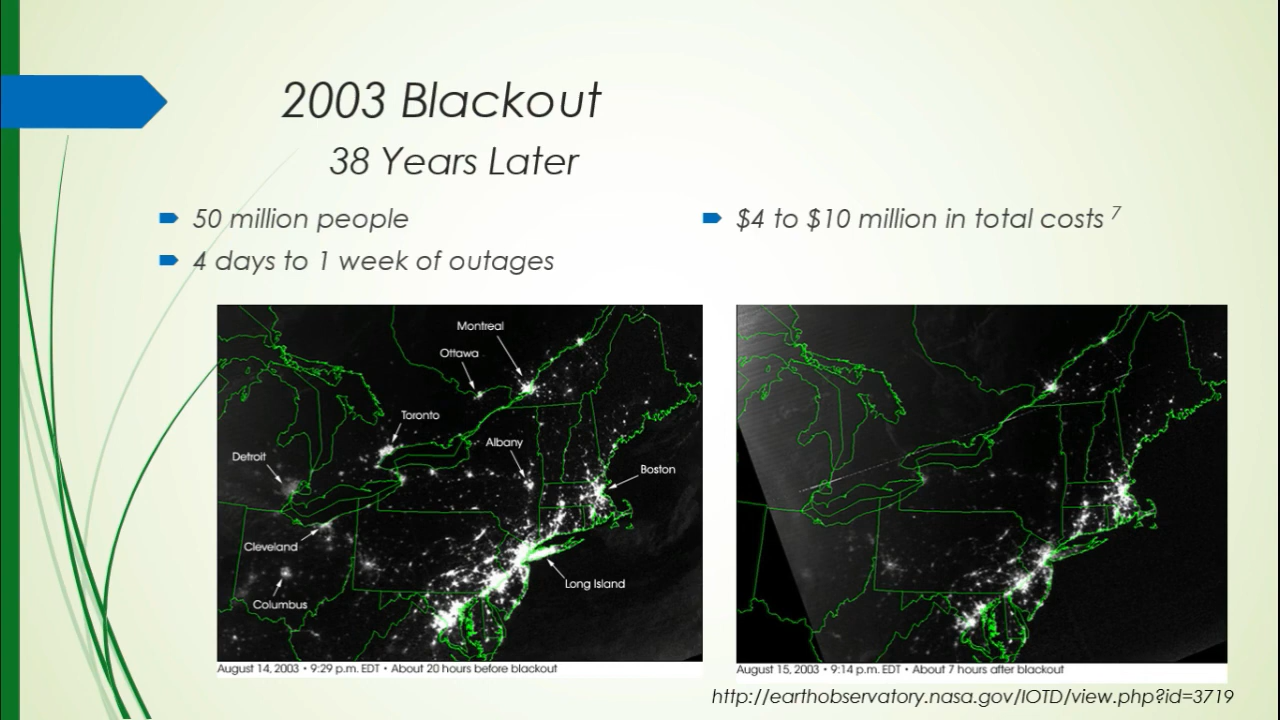 2003 Blackout
38 Years Later
50 million people
4 days to 1 week of outages
$4 to $10 million in total costs 7
Montreal
Ottawa
Toronto
Albany
Detroit
Boston
Cleveland
Long Island
Columbus
August 14, 2003 • 9:29 p.m. EDT • About 20 hours before blackout
August 15, 2003 • 9:14 p.m. EDT • About 7 hours after blackout
http://earthobservatory.nasa.gov/IOTD/view.php?id=3719